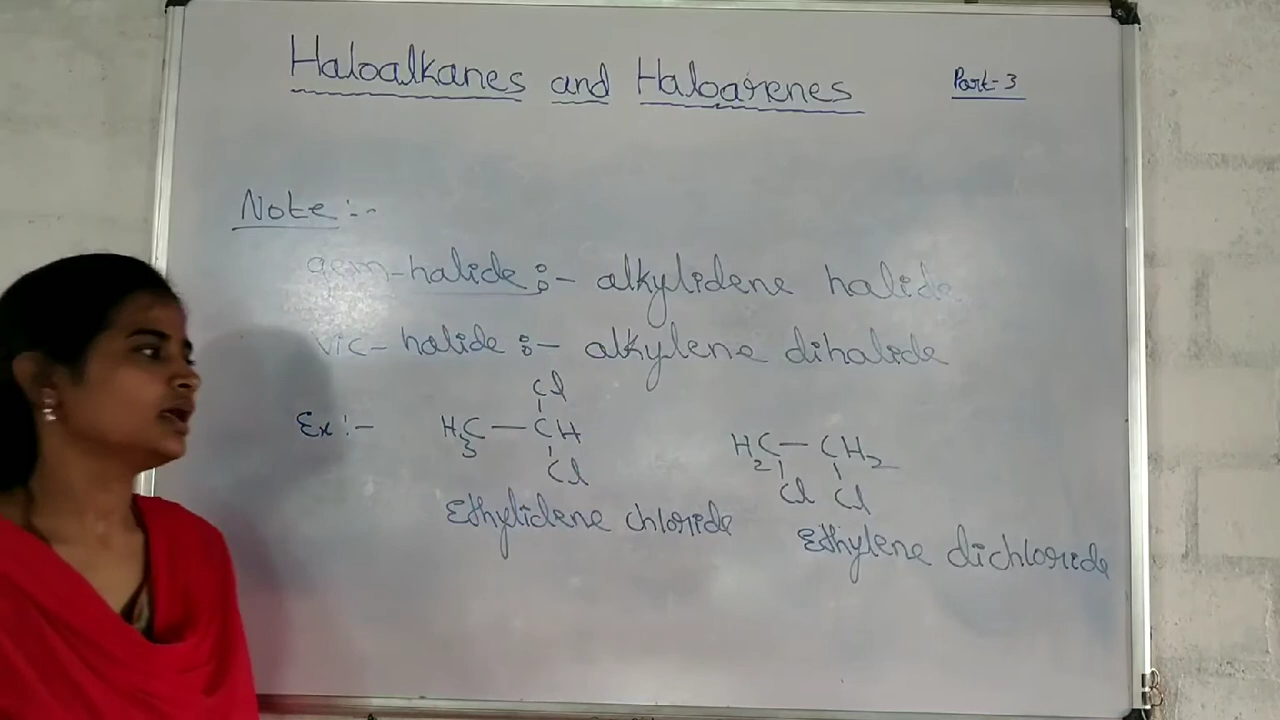 Haloalkanes and Haloarenes
Part-3
Note :-
gem-halide :- alkylidene halide
vic-halide :- alkylene dihalide
Ex :-
Cl
H₃C — CH
Cl
H₂C — CH₂
Cl Cl
Ethylidene chloride
Ethylene dichloride